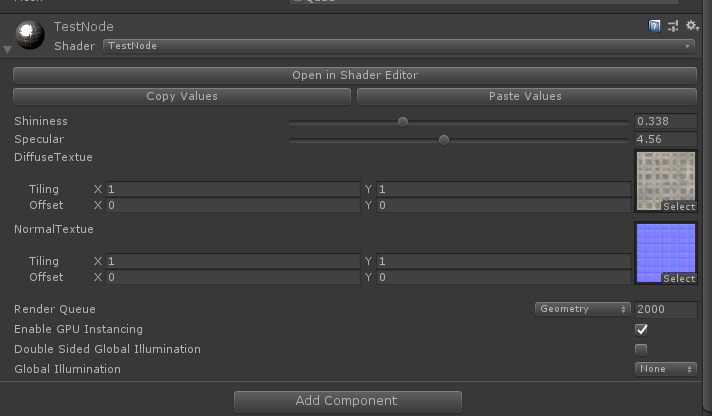 TestNode
Shader TestNode
Open in Shader Editor
Copy Values Paste Values
Shininess 0.338
Specular 4.56
DiffuseTextue
Tiling X 1 Y 1
Offset X 0 Y 0
Select
NormalTextue
Tiling X 1 Y 1
Offset X 0 Y 0
Select
Render Queue Geometry 2000
Enable GPU Instancing
Double Sided Global Illumination
Global Illumination None
Add Component